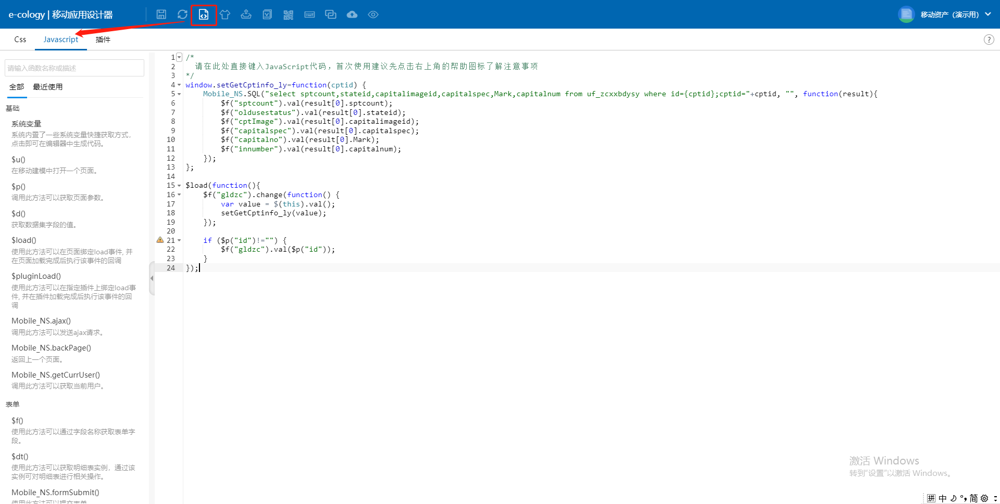 e-cology | 移动应用设计器
移动资产（演示用）
Css
Javascript
插件
?
请输入函数名称或描述
全部
最近使用
基础
系统变量
系统内置了一些系统变量快捷获取方式，
点击即可在编辑器中生成代码。
$u()
在移动建模中打开一个页面。
$p()
调用此方法可以获取页面参数。
$d()
获取数据集字段的值。
$load()
使用此方法可以在页面绑定load事件, 并
在页面加载完成后执行该事件的回调
$pluginLoad()
使用此方法可以在指定插件上绑定load事
件, 并在插件加载完成后执行该事件的回
调
Mobile_NS.ajax()
调用此方法可以发送ajax请求。
Mobile_NS.backPage()
返回上一个页面。
Mobile_NS.getCurrUser()
调用此方法可以获取当前用户。
表单
$f()
使用此方法可以通过字段名称获取表单字
段。
$dt()
使用此方法可以获取明细表实例，通过该
实例可对明细表进行相关操作。
Mobile_NS.formSubmit()
使用此方法可以提交表单
1 /*
2 请在此处直接键入JavaScript代码，首次使用建议先点击右上角的帮助图标了解注意事项
3 */
4 window.setGetCptinfo_ly=function(cptid) {
5 Mobile_NS.SQL("select sptcount,stateid,capitalimageid,capitalspec,Mark,capitalnum from uf_zcxxbdysy where id={cptid};cptid="+cptid, "", function(result){
6 $f("sptcount").val(result[0].sptcount);
7 $f("oldusestatus").val(result[0].stateid);
8 $f("cptImage").val(result[0].capitalimageid);
9 $f("capitalspec").val(result[0].capitalspec);
10 $f("capitalno").val(result[0].Mark);
11 $f("innumber").val(result[0].capitalnum);
12 });
13 };
14
15 $load(function(){
16 $f("gldzc").change(function() {
17 var value = $(this).val();
18 setGetCptinfo_ly(value);
19 });
20
21 if ($p("id")!="") {
22 $f("gldzc").val($p("id"));
23 }
24 });
激活 Windows
转到“设置”以激活 Windows。
拼 中 简